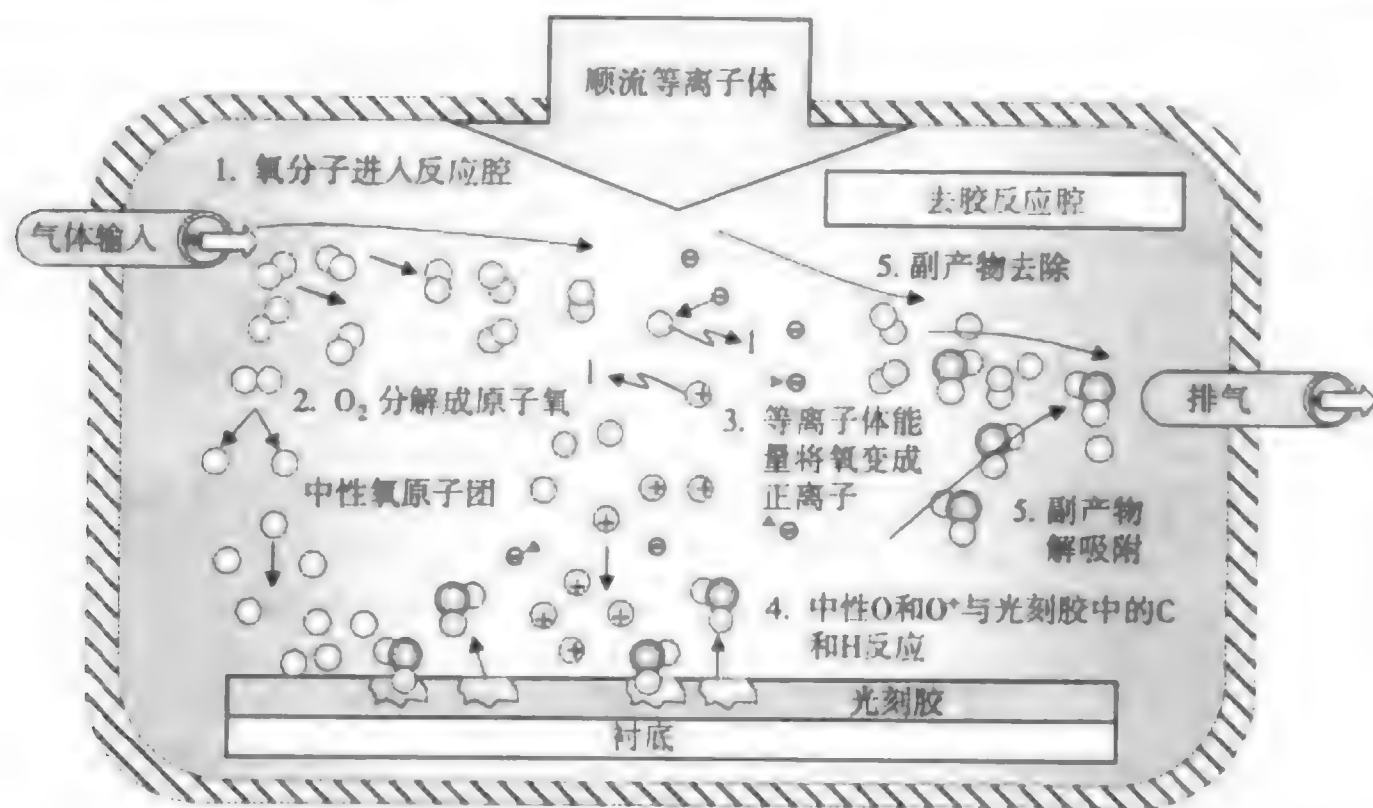 顺流等离子体
1. 氧分子进入反应腔
去胶反应腔
气体输入
5. 副产物去除
2. O₂ 分解成原子氧
排气
3. 等离子体能
量将氧变成
正离子
中性氧原子团
5. 副产物
解吸附
4. 中性O和O⁺与光刻胶中的C
和H反应
光刻胶
衬底